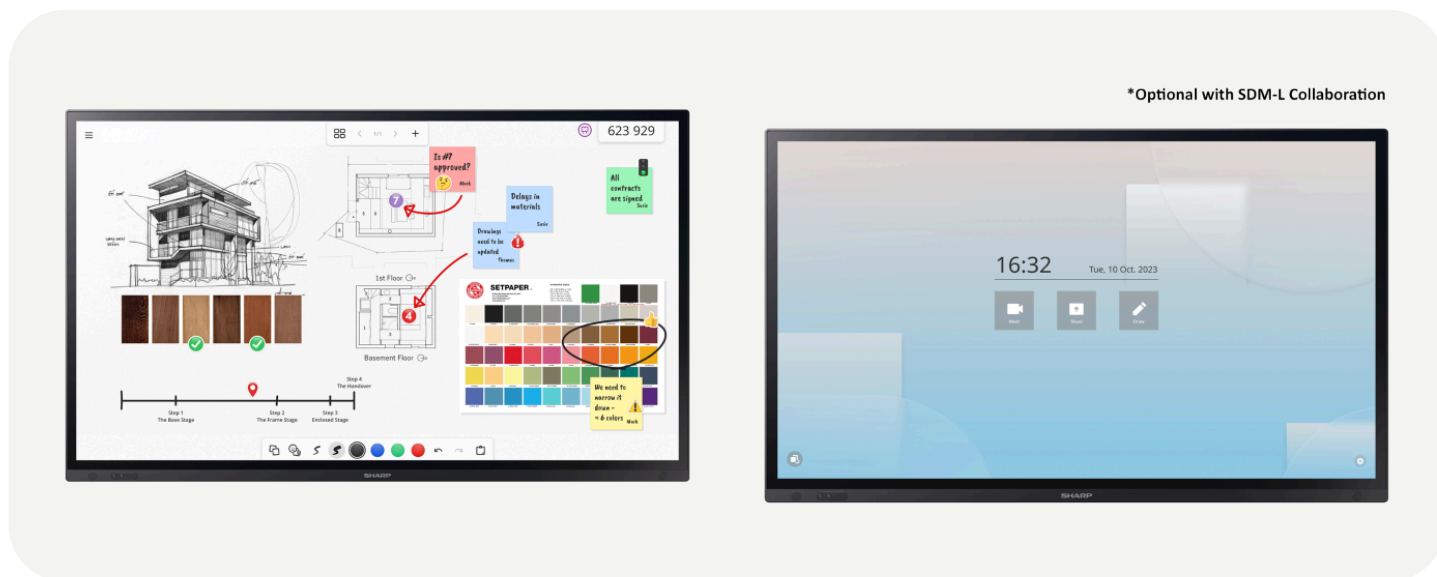 *Optional with SDM-L Collaboration
1/1
623 929
Is #7
approved?
Mark
7
All
contracts
are signed
Susie
Delays in
materials
Susie
Drawings
need to be
updated
Thomas
1st Floor
4
Basement Floor
SETPAPER
We need to
narrow it
down -
≈ 6 colors
Mark
Step 4
The Handover
Step 1
The Base Stage
Step 2
The Frame Stage
Step 3
Enclosed Stage
SHARP
16:32
Tue, 10 Oct. 2023
Meet
Share
Draw
SHARP